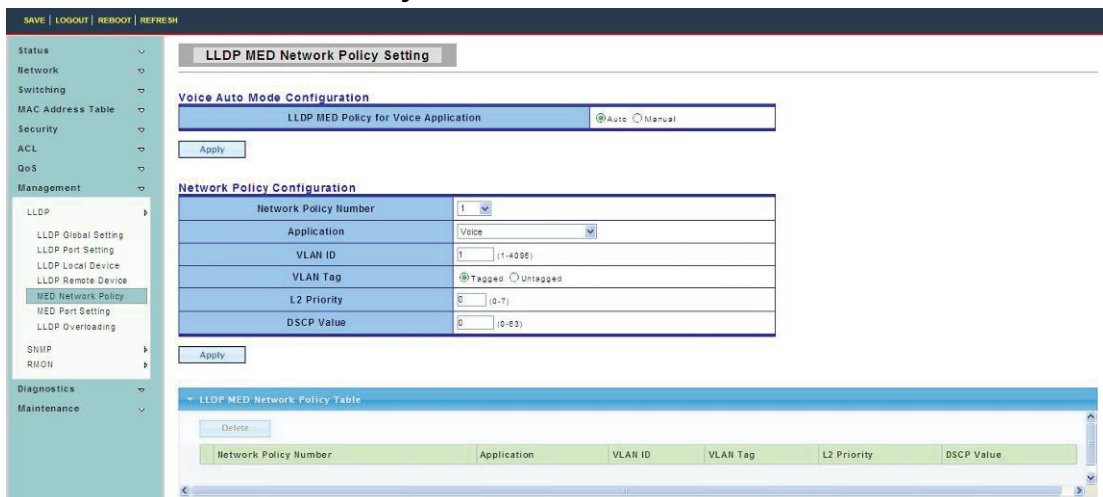 SAVE | LOGOUT | REBOOT | REFRESH
Status
Network
Switching
MAC Address Table
Security
ACL
QoS
Management
LLDP
LLDP Global Setting
LLDP Port Setting
LLDP Local Device
LLDP Remote Device
MED Network Policy
MED Port Setting
LLDP Overloading
SNMP
RMON
Diagnostics
Maintenance
LLDP MED Network Policy Setting
Voice Auto Mode Configuration
LLDP MED Policy for Voice Application Auto Manual
Apply
Network Policy Configuration
Network Policy Number 1
Application Voice
VLAN ID 1 (1-4095)
VLAN Tag Tagged Untagged
L2 Priority 0 (0-7)
DSCP Value 0 (0-63)
Apply
LLDP MED Network Policy Table
Delete
Network Policy Number Application VLAN ID VLAN Tag L2 Priority DSCP Value